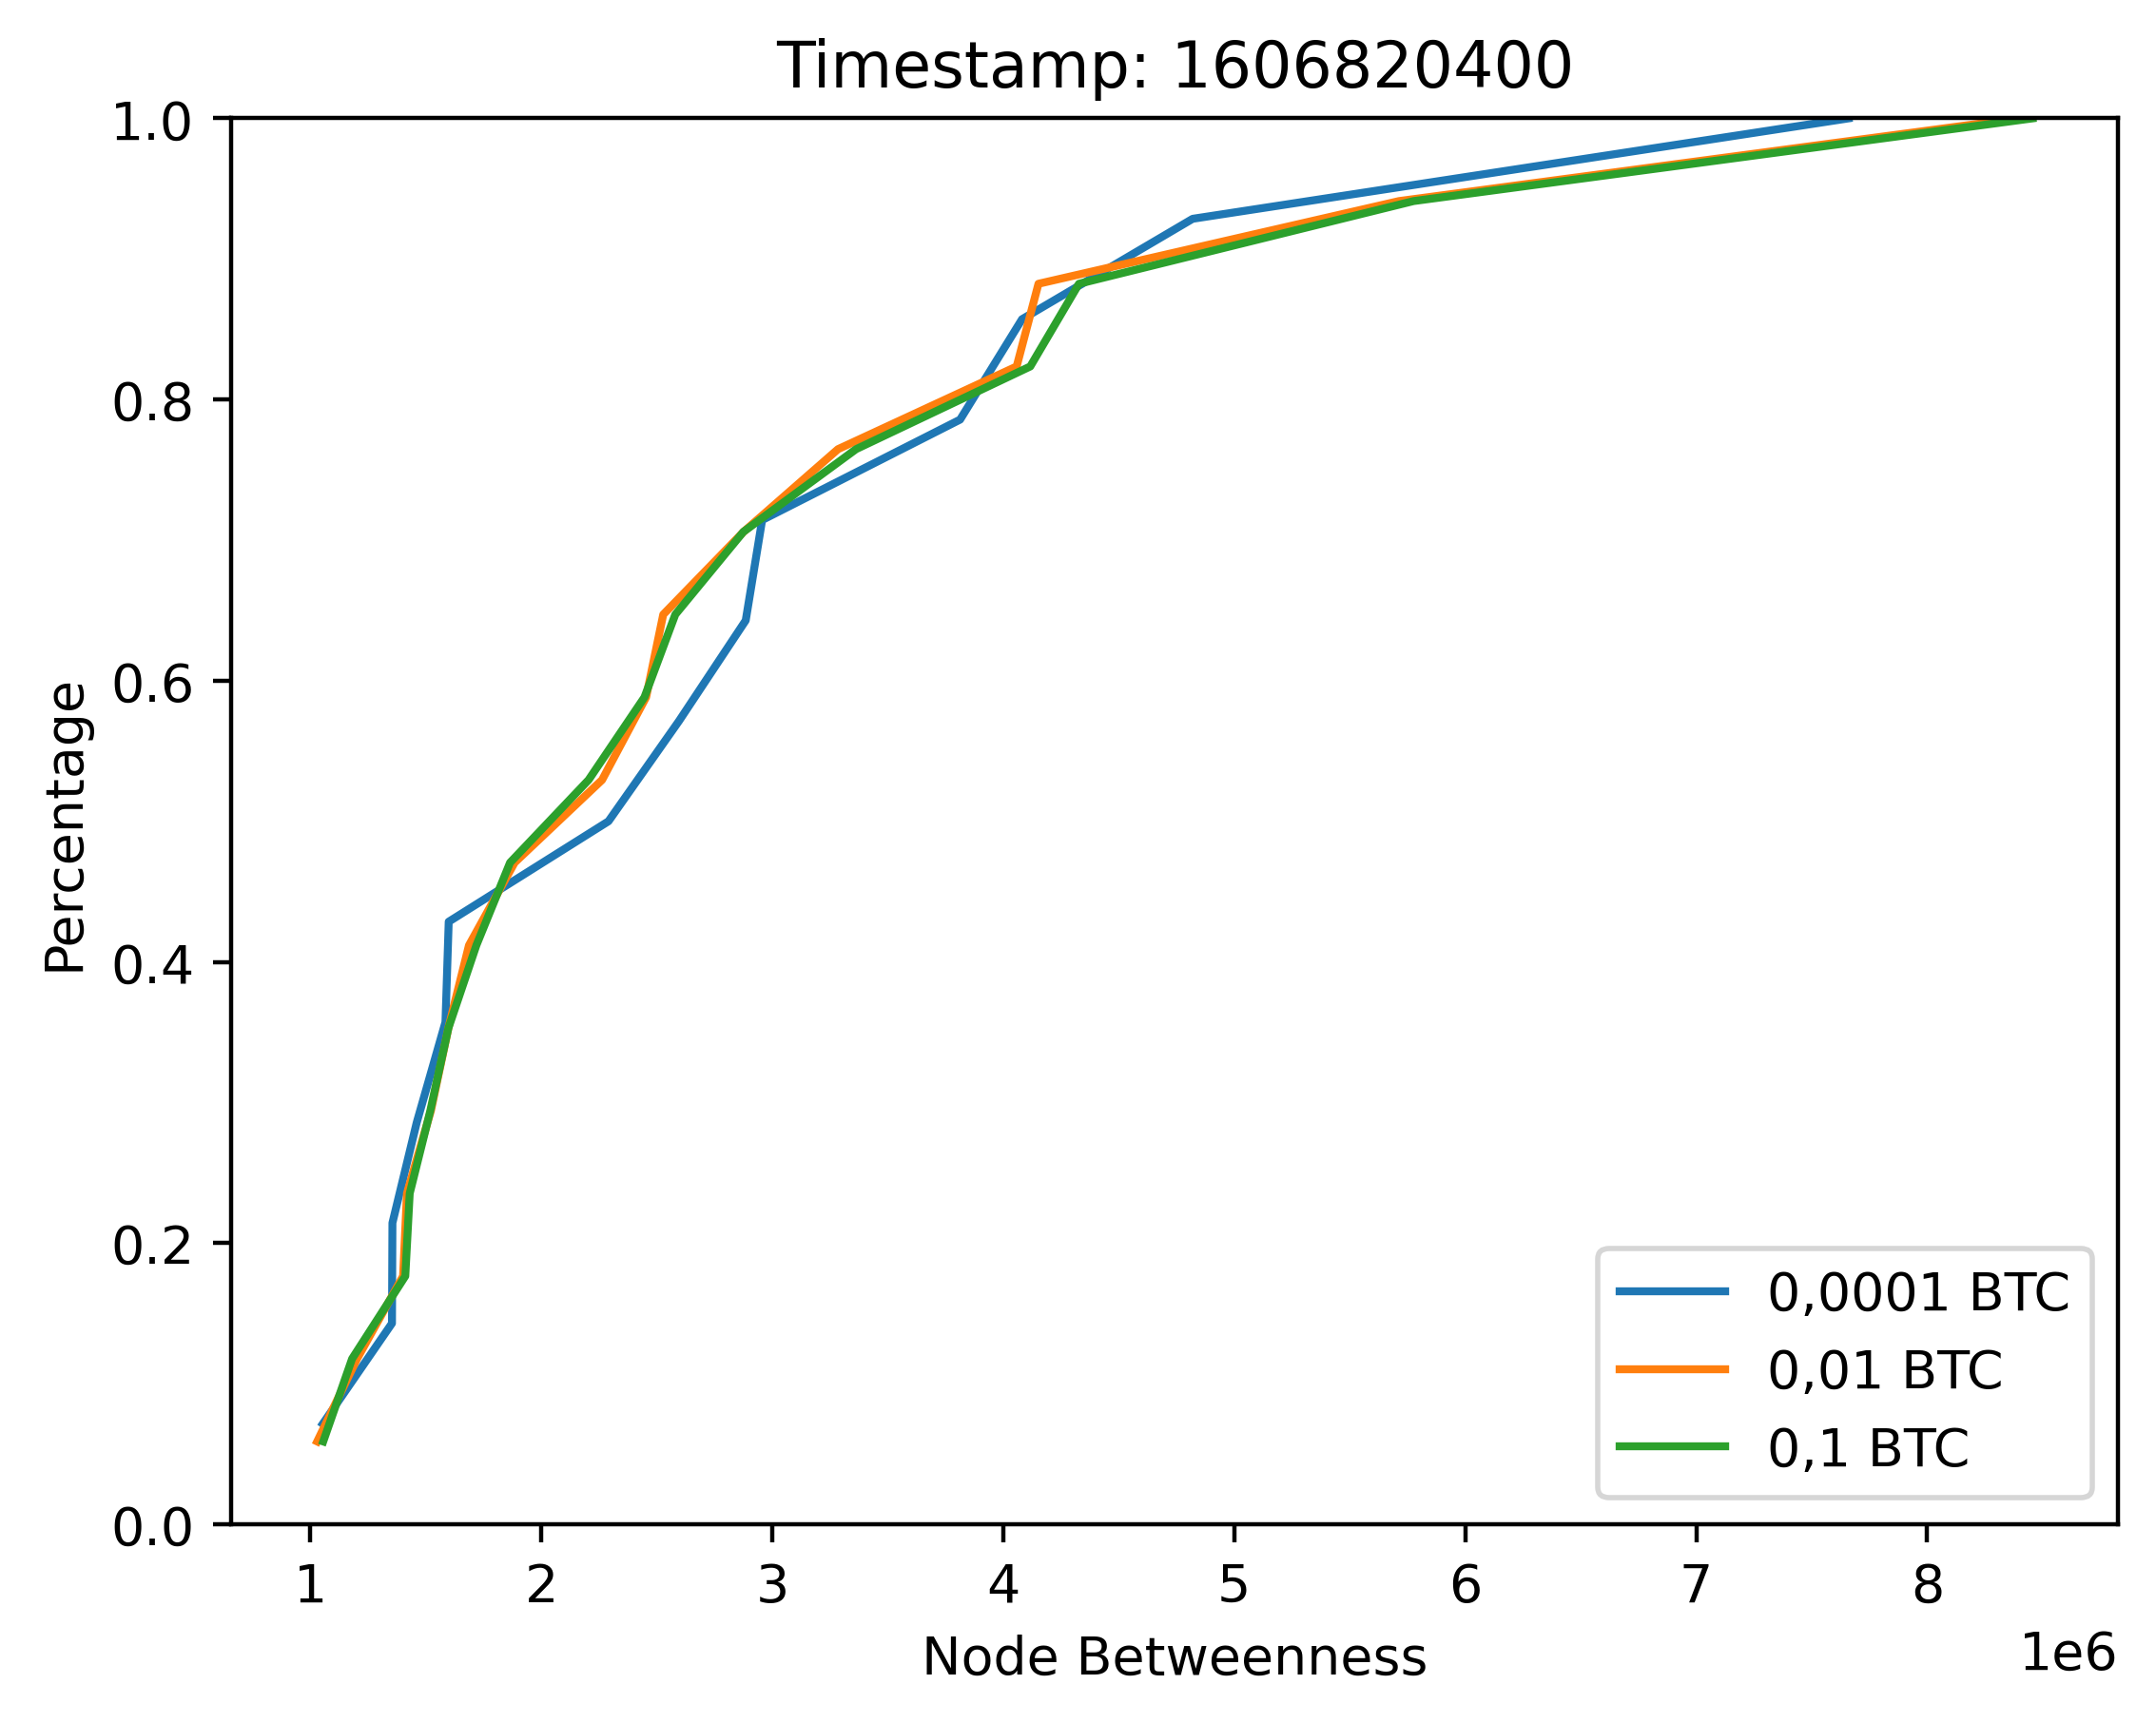 Timestamp: 1606820400
1.0
0.8
0.6
0.4
0.2
0.0
Percentage
0,0001 BTC
0,01 BTC
0,1 BTC
1 2 3 4 5 6 7 8
1e6
Node Betweenness